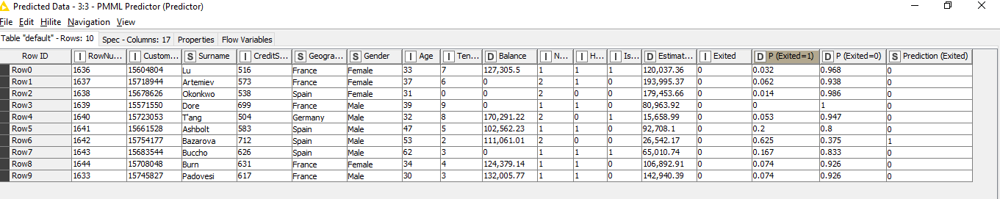 Predicted Data - 3:3 - PMML Predictor (Predictor)
File Edit Hilite Navigation View
Table "default" - Rows: 10 Spec - Columns: 17 Properties Flow Variables
Row ID I RowNu... I Custom... S Surname I CreditS... S Geogra... S Gender I Age I Ten... D Balance I N... I H... I Is... D Estimat... I Exited D P (Exited=1) D P (Exited=0) S Prediction (Exited)
Row0 1636 15604804 Lu 516 France Female 33 7 127,305.5 1 1 1 120,037.36 0 0.032 0.968 0
Row1 1637 15718944 Artemiev 573 France Female 37 6 0 2 1 0 193,995.37 0 0.062 0.938 0
Row2 1638 15678626 Okonkwo 538 Spain Female 31 0 0 2 0 0 179,453.66 0 0.014 0.986 0
Row3 1639 15571550 Dore 699 France Male 39 9 0 1 1 0 80,963.92 0 0 1 0
Row4 1640 15723053 T'ang 504 Germany Male 32 8 170,291.22 2 0 1 15,658.99 0 0.053 0.947 0
Row5 1641 15661528 Ashbolt 583 Spain Male 47 5 102,562.23 1 1 0 92,708.1 0 0.2 0.8 0
Row6 1642 15754177 Bazarova 712 Spain Male 53 2 111,061.01 2 0 0 26,542.17 0 0.625 0.375 1
Row7 1643 15683544 Buccho 626 Spain Male 62 3 0 1 1 1 65,010.74 0 0.167 0.833 0
Row8 1644 15708048 Burn 631 France Female 34 4 124,379.14 1 1 0 106,892.91 0 0.074 0.926 0
Row9 1633 15745827 Padovesi 617 France Male 30 3 132,005.77 1 1 0 142,940.39 0 0.074 0.926 0